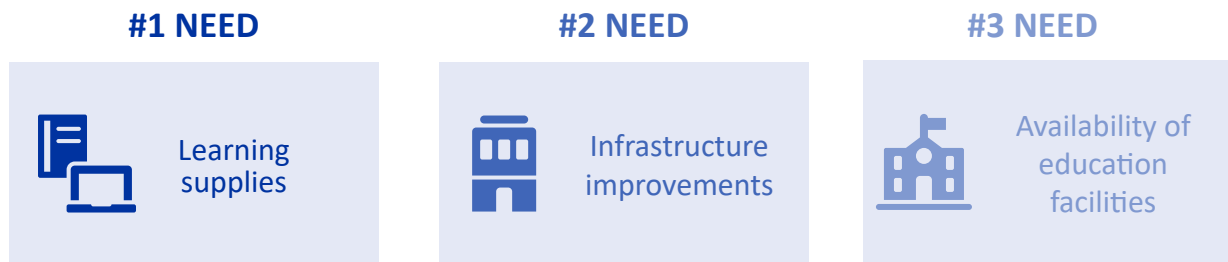 #1 NEED
Learning
supplies
#2 NEED
Infrastructure
improvements
#3 NEED
Availability of
education
facilities